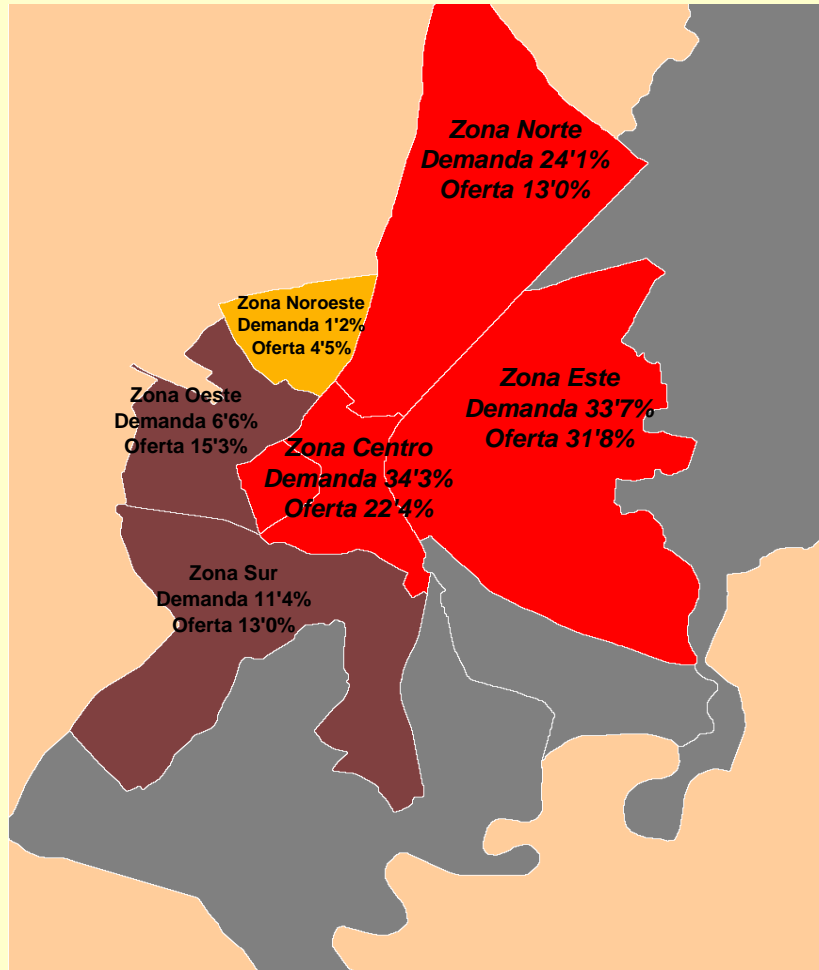 Zona Norte
Demanda 24'1%
Oferta 13'0%
Zona Noroeste
Demanda 1'2%
Oferta 4'5%
Zona Este
Demanda 33'7%
Oferta 31'8%
Zona Oeste
Demanda 6'6%
Oferta 15'3%
Zona Centro
Demanda 34'3%
Oferta 22'4%
Zona Sur
Demanda 11'4%
Oferta 13'0%